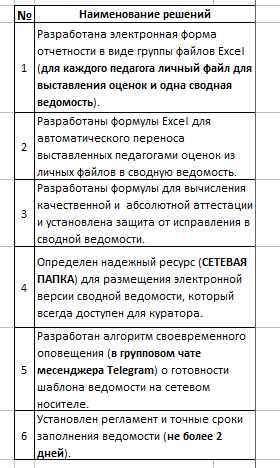 № Наименование решений
Разработана электронная форма
отчетности в виде группы файлов Excel
1 (для каждого педагога личный файл для
выставления оценок и одна сводная
ведомость).
Разработаны формулы Excel для
2 автоматического переноса
выставленных педагогами оценок из
личных файлов в сводную ведомость.
Разработаны формулы для вычисления
3 качественной и абсолютной аттестации
и установлена защита от исправления в
сводной ведомости.
Определен надежный ресурс (СЕТЕВАЯ
4 ПАПКА) для размещения электронной
версии сводной ведомости, который
всегда доступен для куратора.
Разработан алгоритм своевременного
оповещения (в групповом чате
5 месенджера Telegram) о готовности
шаблона ведомости на сетевом
носителе.
Установлен регламент и точные сроки
6 заполнения ведомости (не более 2
дней).